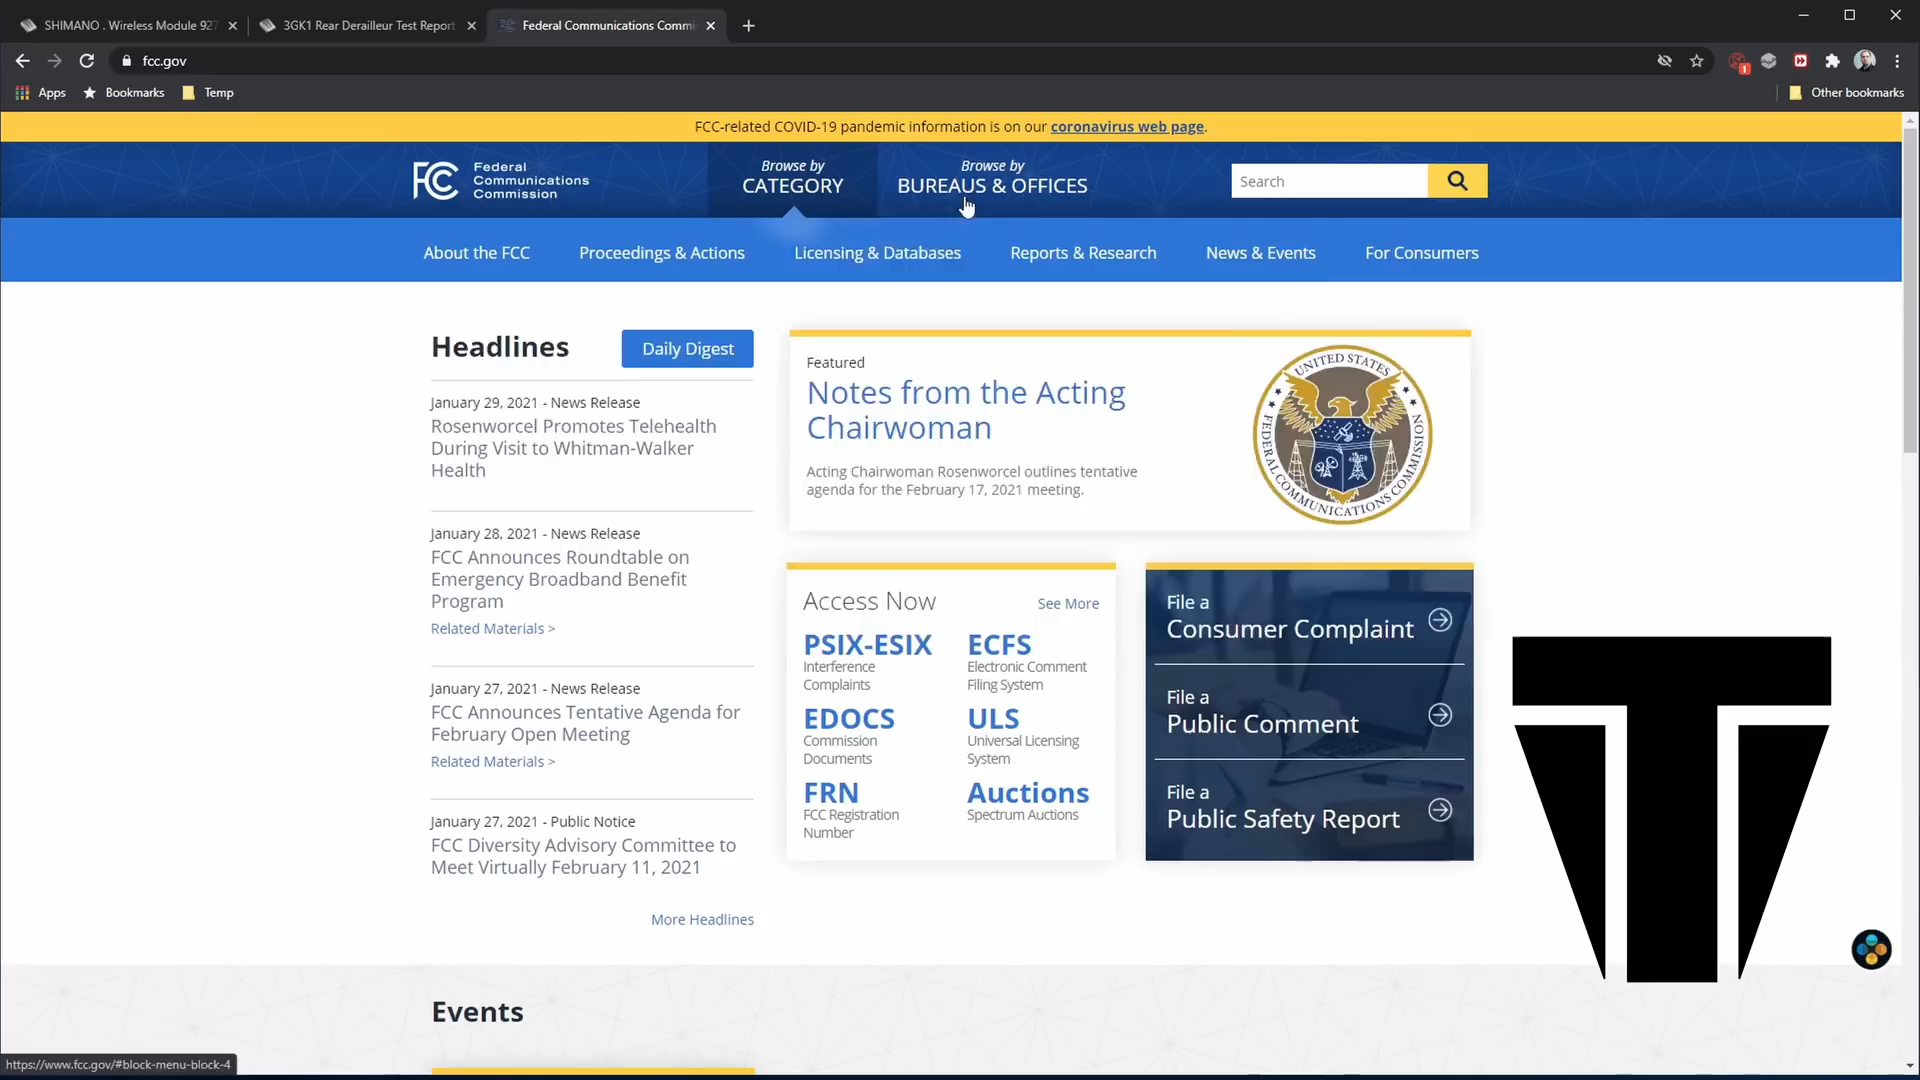 SHIMANO . Wireless Module 927
3GK1 Rear Derailleur Test Report
Federal Communications Commi
fcc.gov
1
Apps
Bookmarks
Temp
Other bookmarks
FCC-related COVID-19 pandemic information is on our coronavirus web page.
FCC
Federal
Communications
Commission
Browse by
CATEGORY
Browse by
BUREAUS & OFFICES
Search
About the FCC
Proceedings & Actions
Licensing & Databases
Reports & Research
News & Events
For Consumers
Headlines
Daily Digest
January 29, 2021 - News Release
Rosenworcel Promotes Telehealth
During Visit to Whitman-Walker
Health
January 28, 2021 - News Release
FCC Announces Roundtable on
Emergency Broadband Benefit
Program
Related Materials >
January 27, 2021 - News Release
FCC Announces Tentative Agenda for
February Open Meeting
Related Materials >
January 27, 2021 - Public Notice
FCC Diversity Advisory Committee to
Meet Virtually February 11, 2021
More Headlines
Featured
Notes from the Acting
Chairwoman
Acting Chairwoman Rosenworcel outlines tentative
agenda for the February 17, 2021 meeting.
UNITED STATES
FEDERAL COMMUNICATIONS COMMISSION
Access Now
See More
PSIX-ESIX
Interference
Complaints
ECFS
Electronic Comment
Filing System
EDOCS
Commission
Documents
ULS
Universal Licensing
System
FRN
FCC Registration
Number
Auctions
Spectrum Auctions
File a
Consumer Complaint
File a
Public Comment
File a
Public Safety Report
T
Events
https://www.fcc.gov/#block-menu-block-4